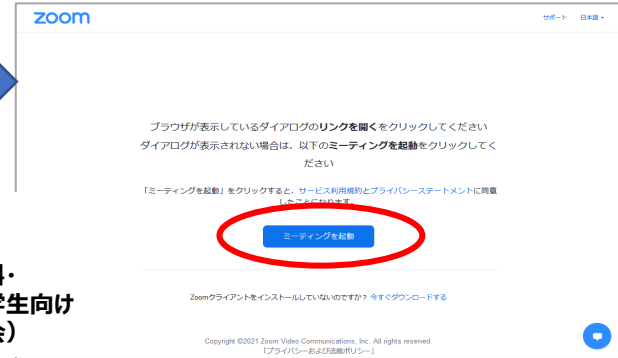 zoom
サポート 日本語
ブラウザが表示しているダイアログのリンクを開くをクリックしてください
ダイアログが表示されない場合は、以下のミーティングを起動をクリックしてく
ださい
「ミーティングを起動」をクリックすると、サービス利用規約とプライバシーステートメントに同意
したことになります。
ミーティングを起動
Zoomクライアントをインストールしていないのですか？ 今すぐダウンロードする
Copyright ©2021 Zoom Video Communications, Inc. All rights reserved.
「プライバシーおよび法務ポリシー」
学生向け